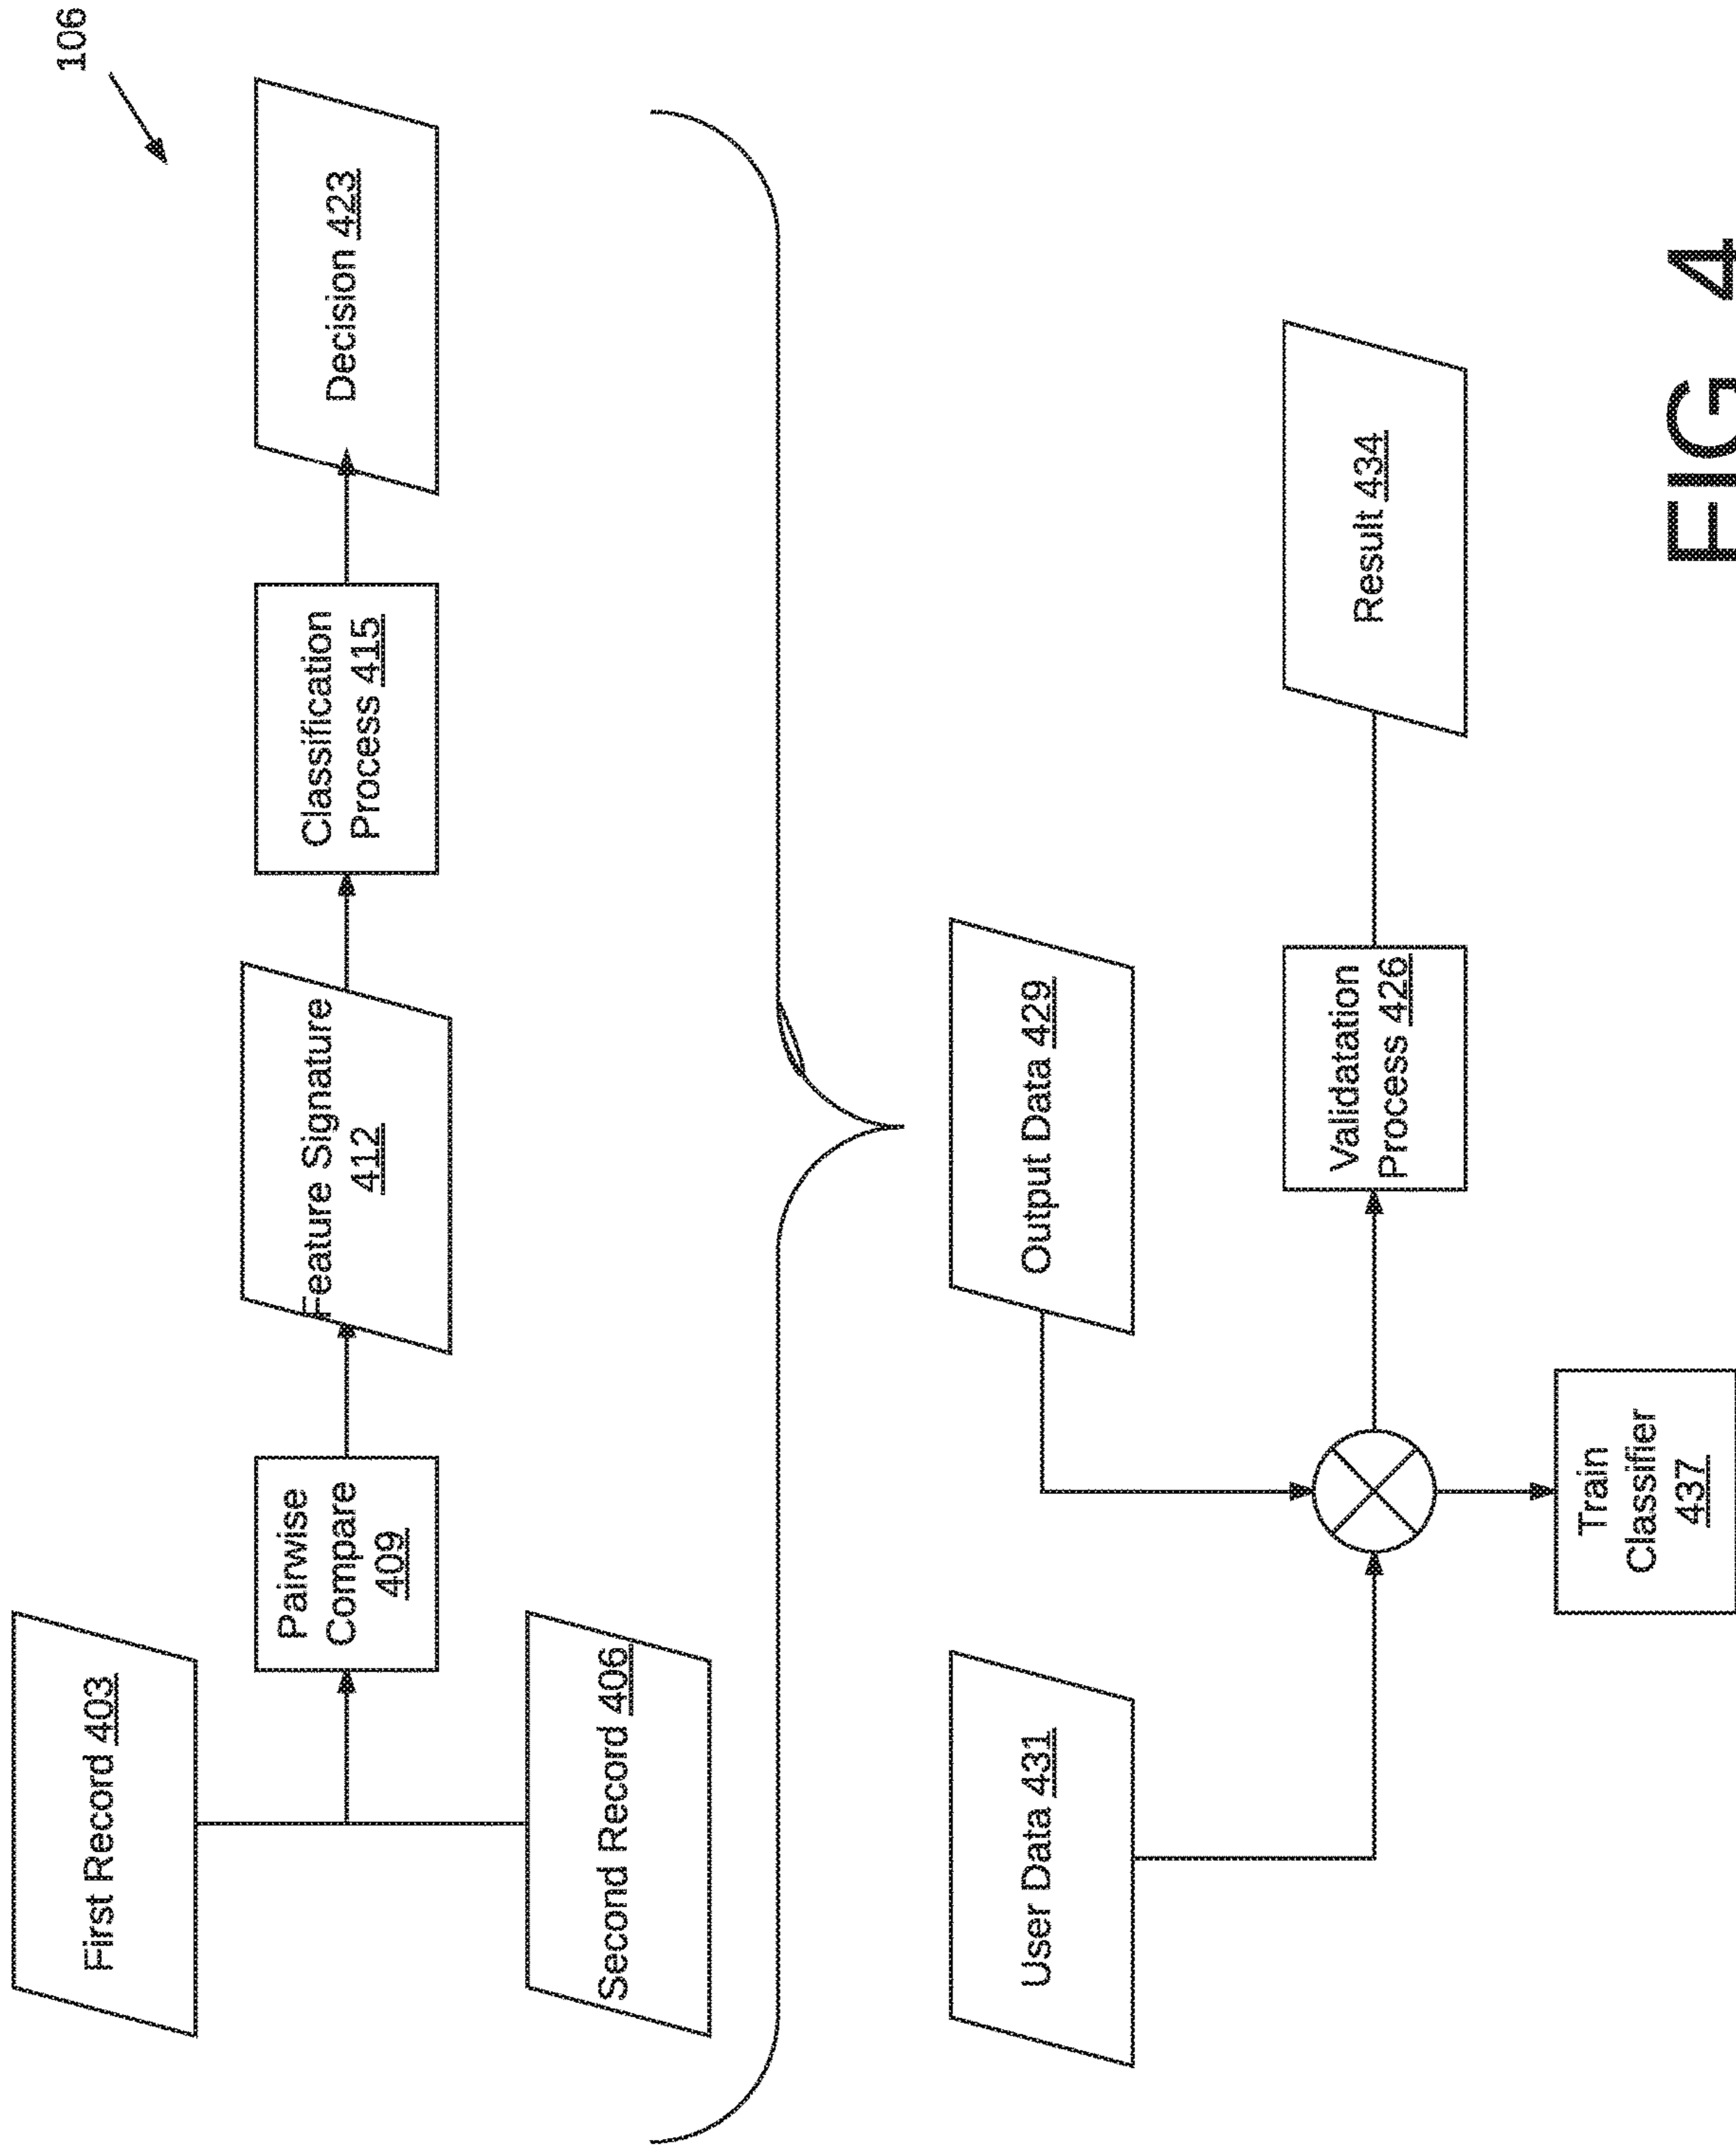 106
First Record 403
Pairwise
Compare
409
Feature Signature
412
Classification
Process 415
Decision 423
Second Record 406
User Data 431
Output Data 429
Validatation
Process 426
Result 434
Train
Classifier
437
FIG 4